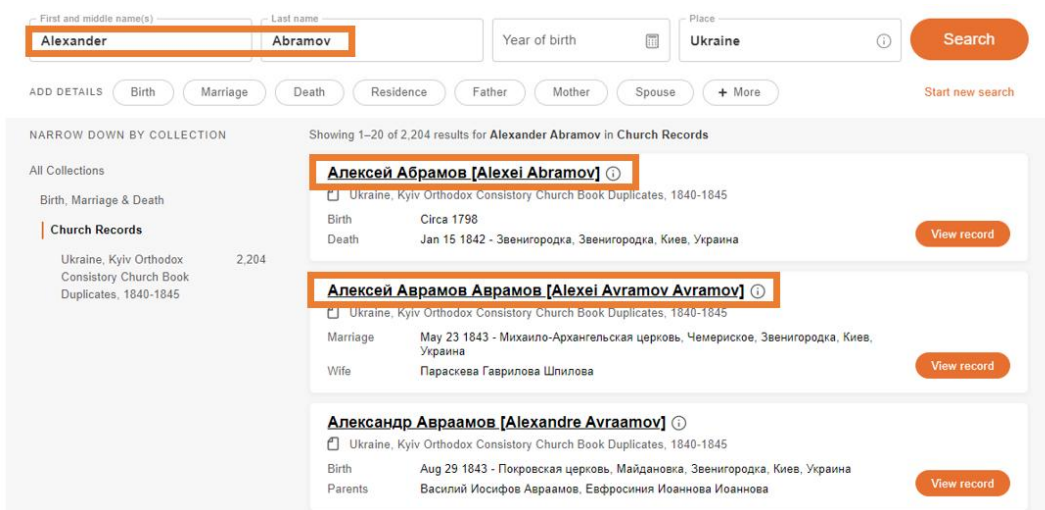 First and middle name(s)
Last name
Place
Alexander
Abramov
Year of birth
Ukraine
Search
ADD DETAILS
Birth
Marriage
Death
Residence
Father
Mother
Spouse
+ More
Start new search
NARROW DOWN BY COLLECTION
All Collections
Birth, Marriage & Death
Church Records
Ukraine, Kyiv Orthodox 2,204
Consistory Church Book
Duplicates, 1840-1845
Showing 1–20 of 2,204 results for Alexander Abramov in Church Records
Алексей Абрамов [Alexei Abramov]
Ukraine, Kyiv Orthodox Consistory Church Book Duplicates, 1840-1845
Birth Circa 1798
Death Jan 15 1842 - Звенигородка, Звенигородка, Киев, Украина
View record
Алексей Аврамов Аврамов [Alexei Avramov Avramov]
Ukraine, Kyiv Orthodox Consistory Church Book Duplicates, 1840-1845
Marriage May 23 1843 - Михаило-Архангельская церковь, Чемериское, Звенигородка, Киев,
Украина
Wife Параскева Гаврилова Шпилова
View record
Александр Авраамов [Alexandre Avraamov]
Ukraine, Kyiv Orthodox Consistory Church Book Duplicates, 1840-1845
Birth Aug 29 1843 - Покровская церковь, Майдановка, Звенигородка, Киев, Украина
Parents Василий Иосифов Авраамов, Евфросиния Иоаннова Иоаннова
View record